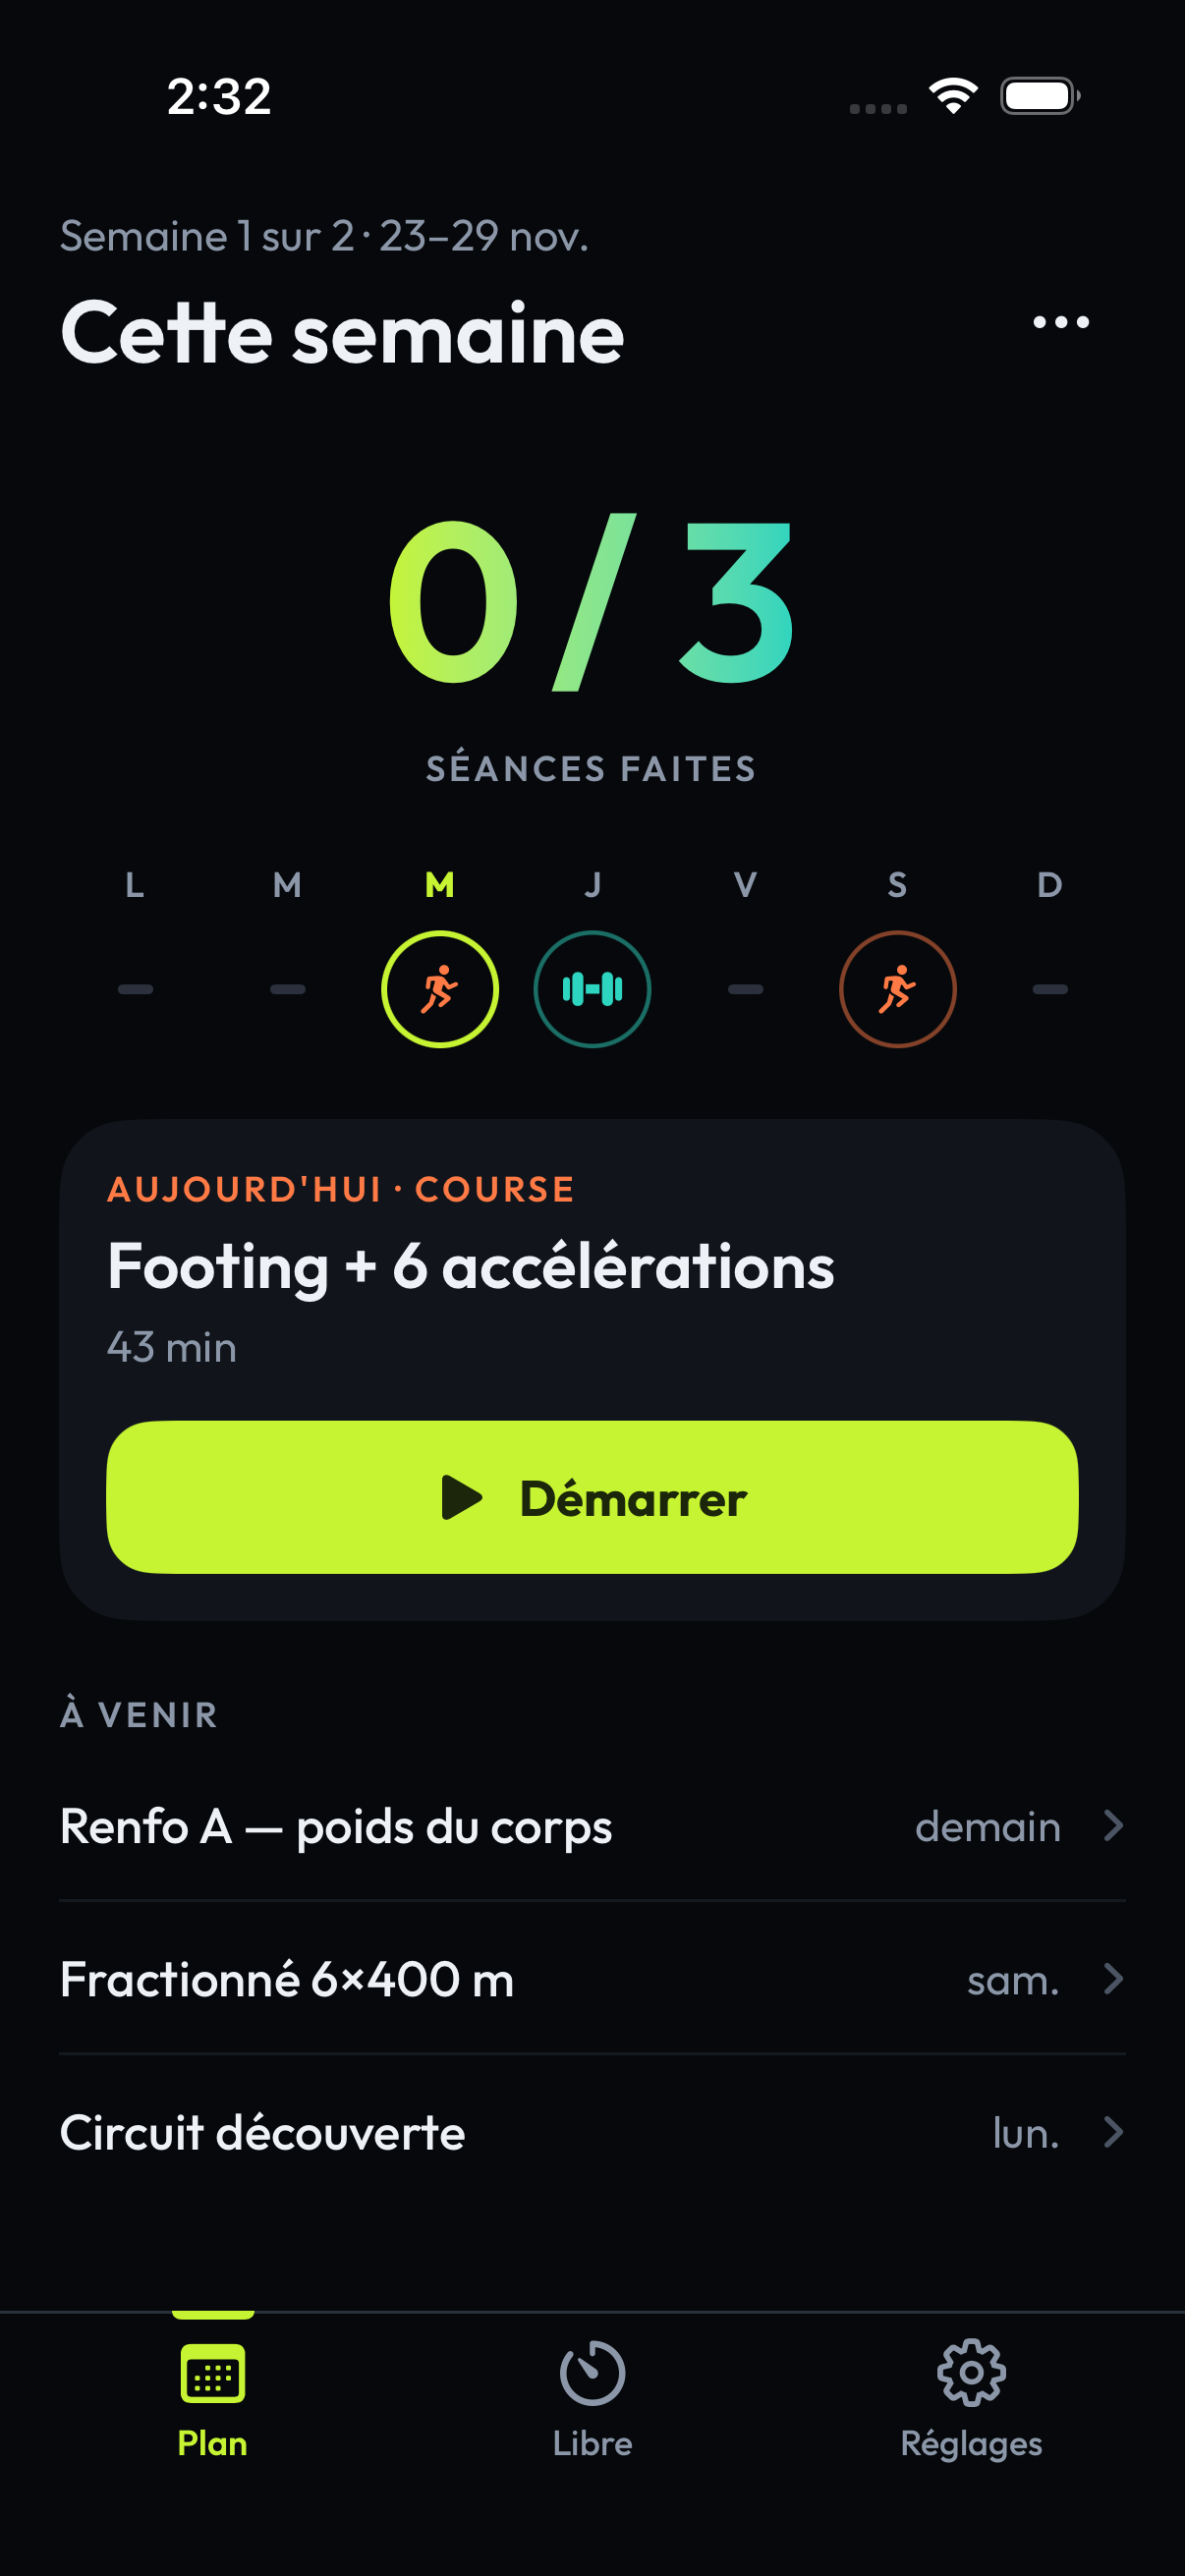 2:32
Semaine 1 sur 2 · 23–29 nov.
Cette semaine
0/3
SÉANCES FAITES
L M M J V S D
AUJOURD'HUI · COURSE
Footing + 6 accélérations
43 min
Démarrer
À VENIR
Renfo A — poids du corps demain
Fractionné 6×400 m sam.
Circuit découverte lun.
Plan Libre Réglages